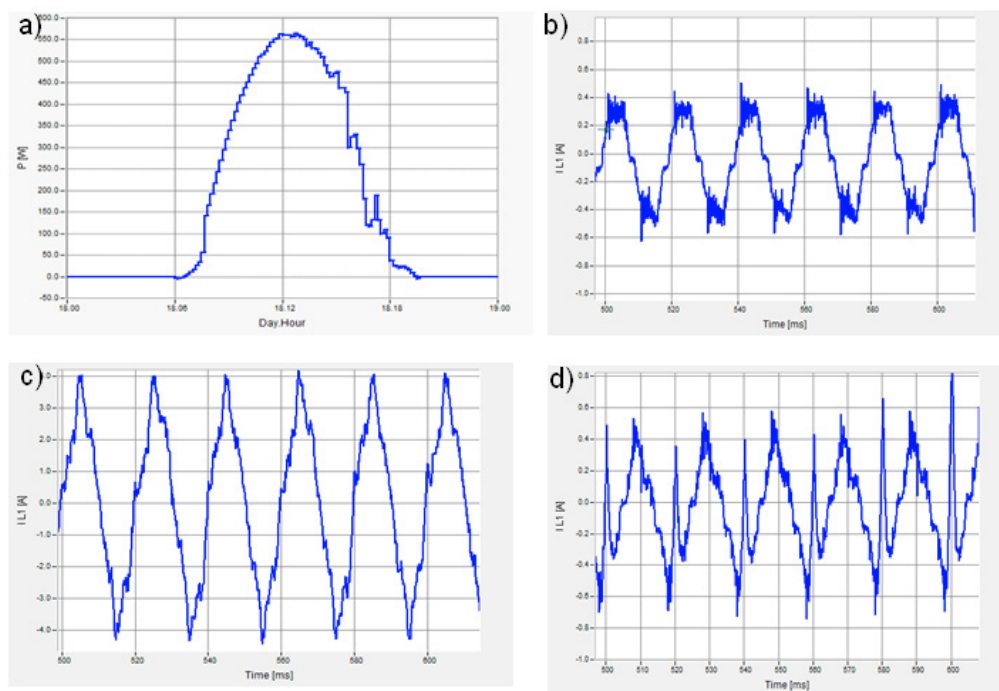 a)
600.0
550.0
500.0
450.0
400.0
350.0
300.0
250.0
200.0
150.0
100.0
50.0
0.0
-50.0
P [W]
18.00 18.06 18.12 18.18 19.00
Day.Hour
b)
0.8
0.6
0.4
0.2
0.0
-0.2
-0.4
-0.6
-0.8
-1.0
I L1 [A]
500 520 540 560 580 600
Time [ms]
c)
3.0
2.0
1.0
0.0
-1.0
-2.0
-3.0
-4.0
I L1 [A]
500 520 540 560 580 600
Time [ms]
d)
0.8
0.6
0.4
0.2
0.0
-0.2
-0.4
-0.6
-0.8
-1.0
I L1 [A]
500 510 520 530 540 550 560 570 580 590 600
Time [ms]